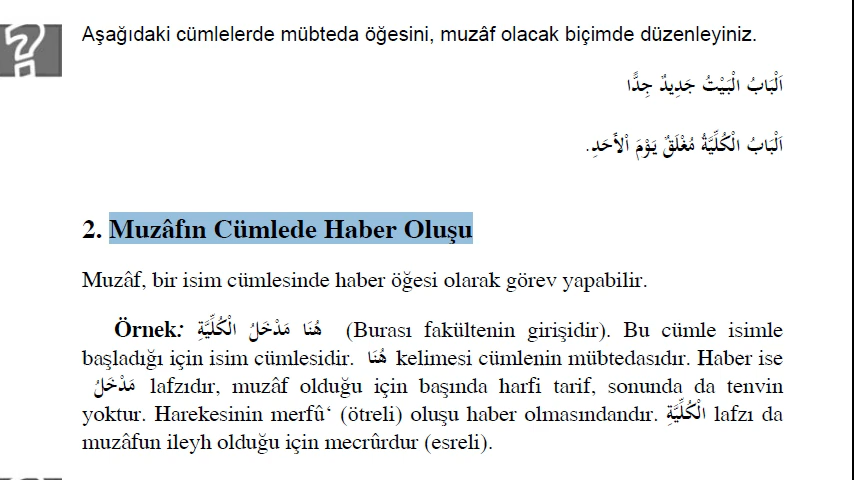 Aşağıdaki cümlelerde mübteda öğesini, muzâf olacak biçimde düzenleyiniz.
اَلْبَابُ الْبَيْتُ جَدِيدٌ جِدًّا
اَلْبَابُ الْكُلِّيَّةُ مُغْلَقٌ يَوْمَ اْلأَحَدِ.
2. Muzâfın Cümlede Haber Oluşu
Muzâf, bir isim cümlesinde haber öğesi olarak görev yapabilir.
Örnek: هُنَا مَدْخَلُ الْكُلِّيَّةِ (Burası fakültenin girişidir). Bu cümle isimle
başladığı için isim cümlesidir. هُنَا kelimesi cümlenin mübtedasıdır. Haber ise
مَدْخَلُ lafzıdır, muzâf olduğu için başında harfi tarif, sonunda da tenvin
yoktur. Harekesinin merfû‘ (ötreli) oluşu haber olmasındandır. الْكُلِّيَّةِ lafzı da
muzâfun ileyh olduğu için mecrûrdur (esreli).